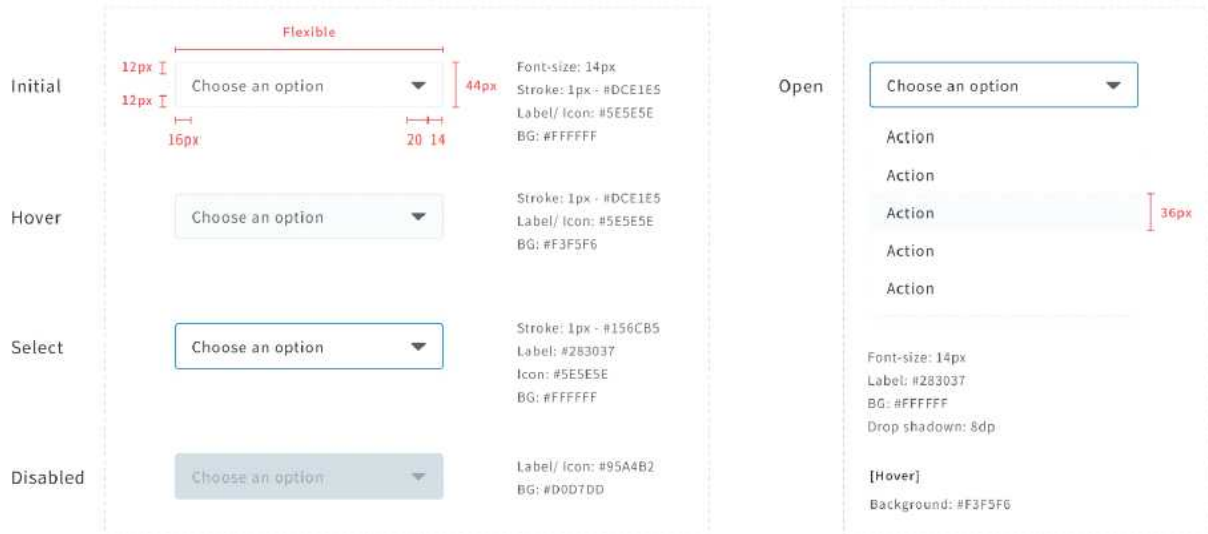 Flexible
12px
Initial
Choose an option
12px
44px
16px
20 14
Font-size: 14px
Stroke: 1px - #DCE1E5
Label/ Icon: #5E5E5E
BG: #FFFFFF
Hover
Choose an option
Stroke: 1px - #DCE1E5
Label/ Icon: #5E5E5E
BG: #F3F5F6
Select
Choose an option
Stroke: 1px - #156CB5
Label: #283037
Icon: #5E5E5E
BG: #FFFFFF
Disabled
Choose an option
Label/ Icon: #95A4B2
BG: #D0D7DD
Open
Choose an option
Action
Action
Action
36px
Action
Action
Font-size: 14px
Label: #283037
BG: #FFFFFF
Drop shadown: 8dp
[Hover]
Background: #F3F5F6